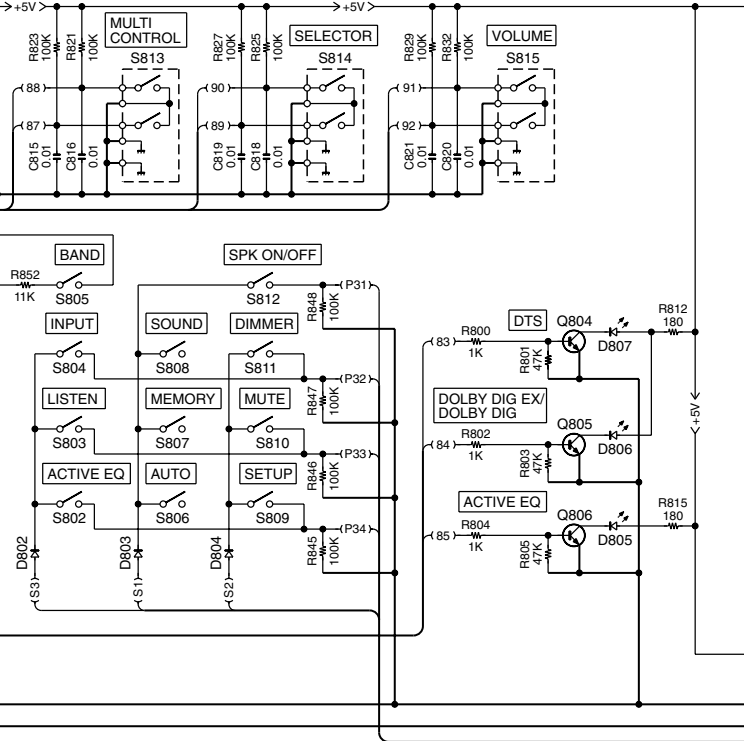 +5V
+5V
MULTI
CONTROL
SELECTOR
VOLUME
R823
100K
R821
100K
S813
R827
100K
R825
100K
S814
R829
100K
R832
100K
S815
88
90
91
87
89
92
C815
0.01
C816
0.01
C819
0.01
C818
0.01
C821
0.01
C820
0.01
BAND
SPK ON/OFF
R852
11K
S805
S812
P31
R848
100K
INPUT
SOUND
DIMMER
S804
S808
S811
P32
R847
100K
LISTEN
MEMORY
MUTE
S803
S807
S810
P33
R846
100K
ACTIVE EQ
AUTO
SETUP
S802
S806
S809
P34
R845
100K
D802
D803
D804
S3
S1
S2
DTS
Q804
R812
180
83
R800
1K
R801
47K
D807
DOLBY DIG EX/
DOLBY DIG
Q805
+5V
84
R802
1K
R803
47K
D806
ACTIVE EQ
Q806
R815
180
85
R804
1K
R805
47K
D805